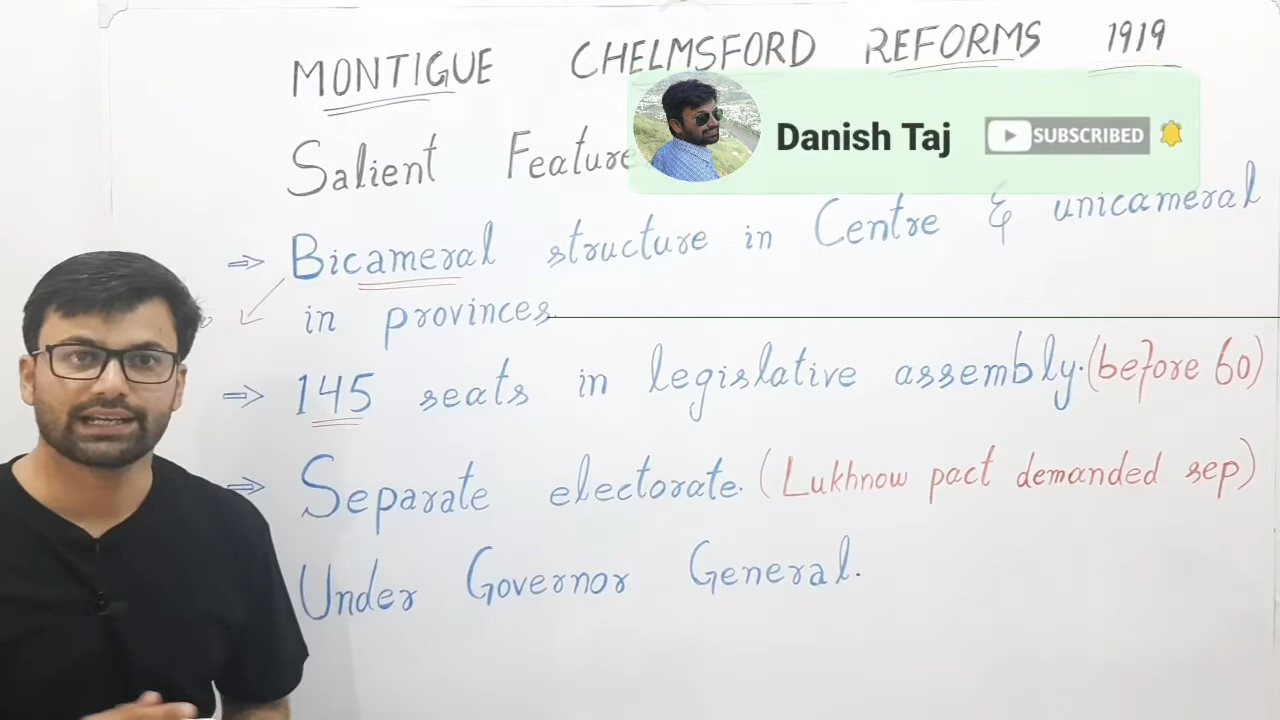 MONTIGUE CHELMSFORD REFORMS 1919
Salient Feature
Danish Taj SUBSCRIBED
⇒ Bicameral structure in Centre & unicameral
in provinces
⇒ 145 seats in legislative assembly. (before 60)
⇒ Separate electorate. (Lukhnow pact demanded sep)
Under Governor General.